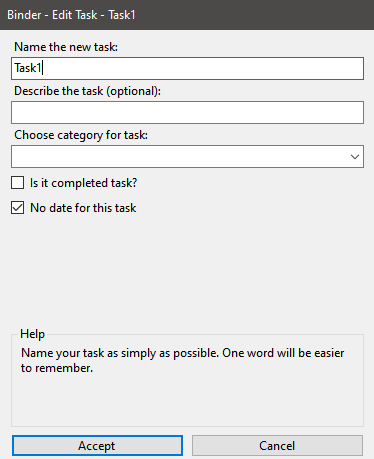 Binder - Edit Task - Task1
Name the new task:
Task1
Describe the task (optional):
Choose category for task:
Is it completed task?
No date for this task
Help
Name your task as simply as possible. One word will be easier
to remember.
Accept
Cancel